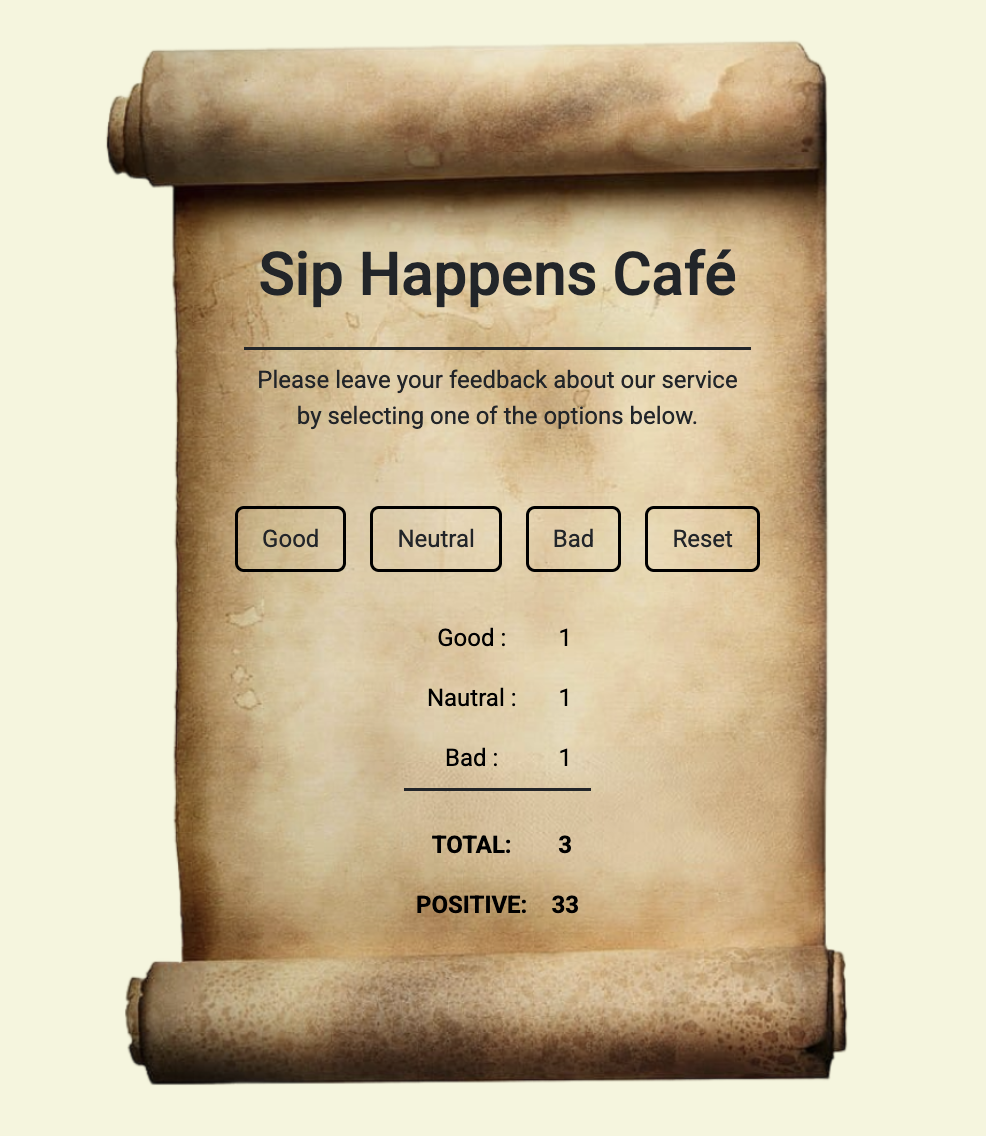 Sip Happens Café
Please leave your feedback about our service
by selecting one of the options below.
Good Neutral Bad Reset
Good : 1
Nautral : 1
Bad : 1
TOTAL: 3
POSITIVE: 33